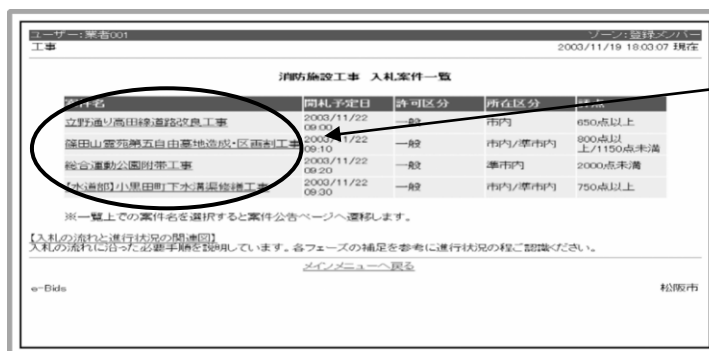 ユーザー:業者001 ゾーン:登録メンバー
工事 2003/11/19 18:03:07 現在
消防施設工事 入札案件一覧
案件名 開札予定日 許可区分 所在区分 評点
立野通り高田線道路改良工事 2003/11/22 09:00 一般 市内 650点以上
篠田山霊苑第五自由墓地造成・区画割工事 2003/11/22 09:10 一般 市内/準市内 800点以上/1150点未満
総合運動公園附帯工事 2003/11/22 09:20 一般 準市内 2000点未満
【水道部】小黒田町下水溝渠修繕工事 2003/11/22 09:30 一般 市内/準市内 750点以上
※一覧上での案件名を選択すると案件公告ページへ遷移します。
【入札の流れと進行状況の関連図】
入札の流れに沿った必要手順を説明しています。各フェーズの補足を参考に進行状況の程ご認識ください。
メインメニューへ戻る
e-Bids 松阪市